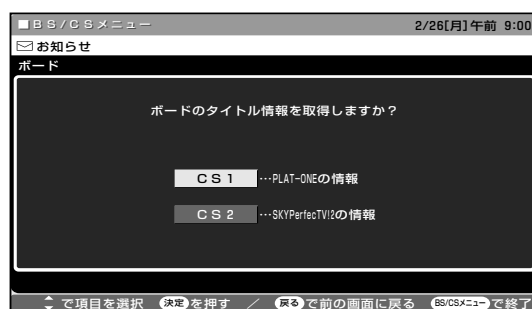 ■BS/CSメニュー 2/26[月]午前 9:00
お知らせ
ボード
ボードのタイトル情報を取得しますか?
CS1 …PLAT-ONEの情報
CS2 …SKYPerfecTV!2の情報
で項目を選択 決定を押す / 戻るで前の画面に戻る BS/CSメニューで終了